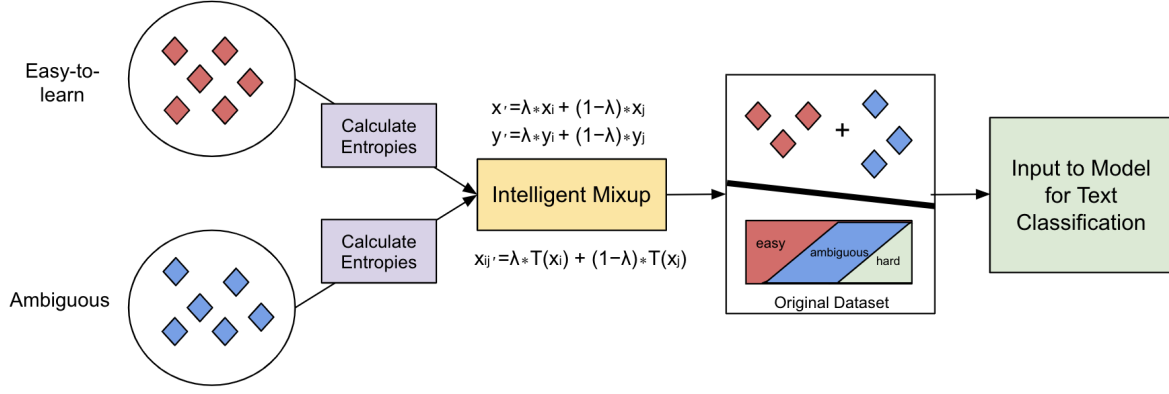 Easy-to-
learn
Calculate
Entropies
x′=λ*xᵢ + (1−λ)*xⱼ
y′=λ*yᵢ + (1−λ)*yⱼ
Intelligent Mixup
xᵢⱼ′=λ*T(xᵢ) + (1−λ)*T(xⱼ)
Ambiguous
Calculate
Entropies
+
easy
ambiguous
hard
Original Dataset
Input to Model
for Text
Classification